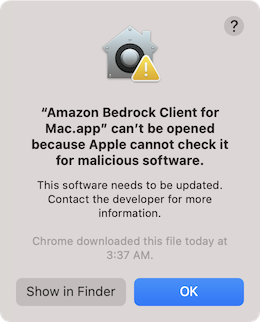 ?
“Amazon Bedrock Client for
Mac.app” can’t be opened
because Apple cannot check it
for malicious software.
This software needs to be updated.
Contact the developer for more
information.
Chrome downloaded this file today at
3:37 AM.
Show in Finder
OK